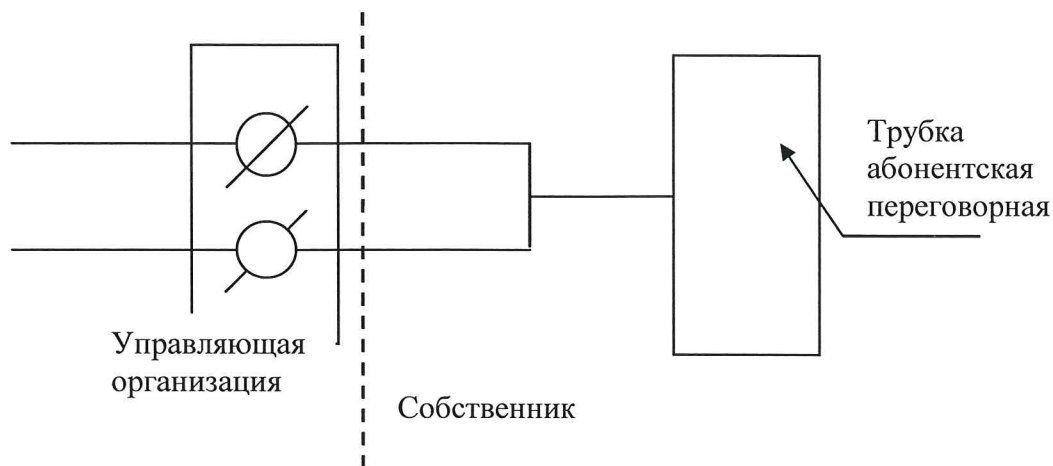 Трубка
абонентская
переговорная
Управляющая
организация
Собственник